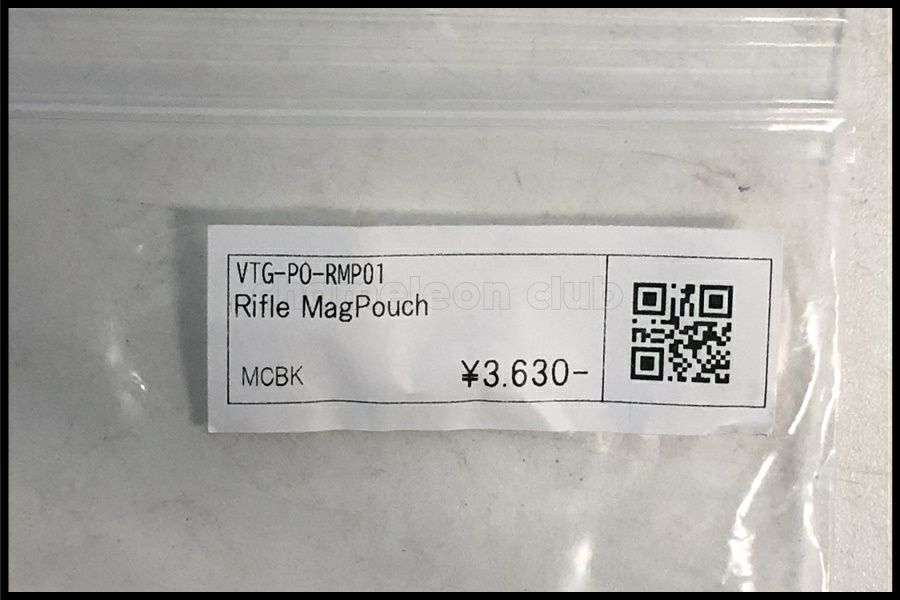 VTG-PO-RMP01
Rifle MagPouch
MCBK
¥3.630-